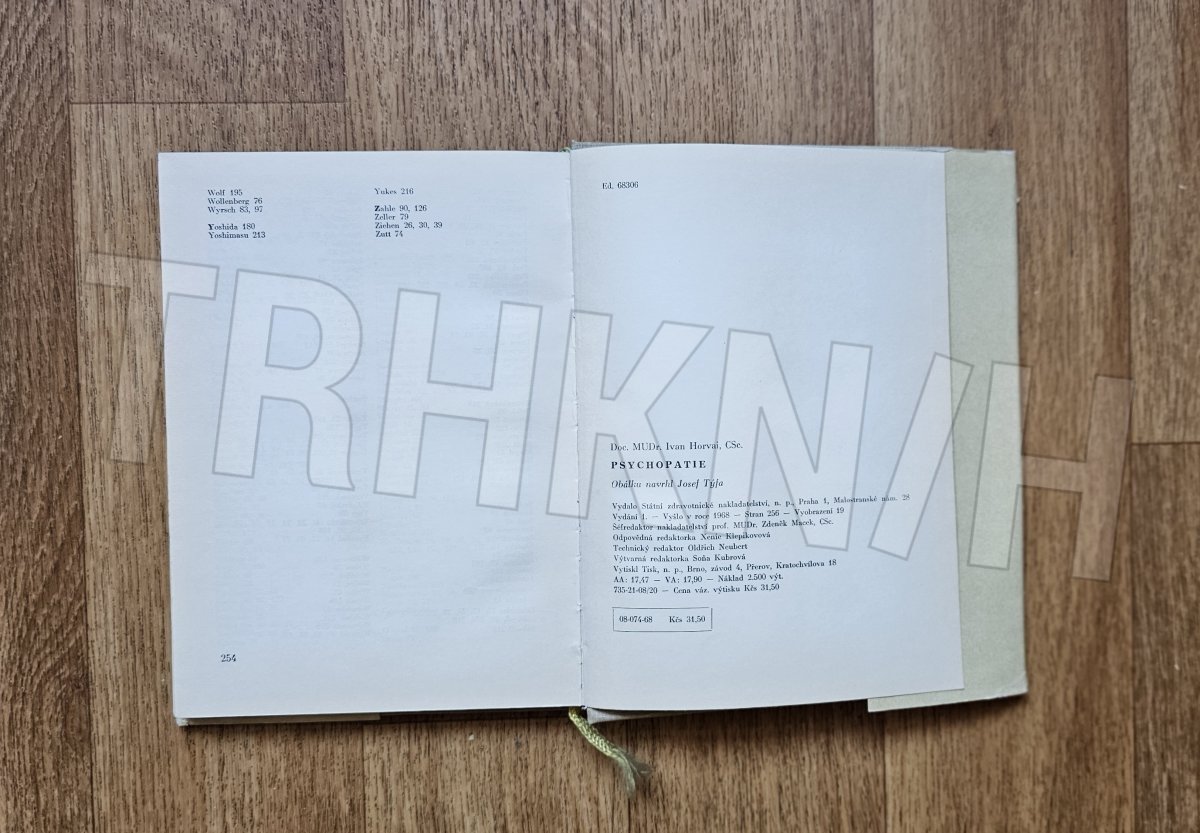 Wolf 195
Wollenberg 76
Wyrsch 83, 97
Yoshida 180
Yoshimasu 213
Yukes 216
Zahle 90, 126
Zeller 79
Ziehen 26, 30, 39
Zutt 74
254
Ed. 68306
Doc. MUDr. Ivan Horvai, CSc.
PSYCHOPATIE
Obálku navrhl Josef Týfa
Vydalo Státní zdravotnické nakladatelství, n. p., Praha 1, Malostranské nám. 28
Vydání 1. — Vyšlo v roce 1968 — Stran 256 — Vyobrazení 19
Šéfredaktor nakladatelství prof. MUDr. Zdeněk Macek, CSc.
Odpovědná redaktorka Xenie Klepikovová
Technický redaktor Oldřich Neubert
Výtvarná redaktorka Soňa Kubrová
Vytiskl Tisk, n. p., Brno, závod 4, Přerov, Kratochvílova 18
AA: 17,47 — VA: 17,90 — Náklad 2.500 výt.
735-21-08/20 — Cena váz. výtisku Kčs 31,50
08-074-68 Kčs 31,50
TRHKNIH